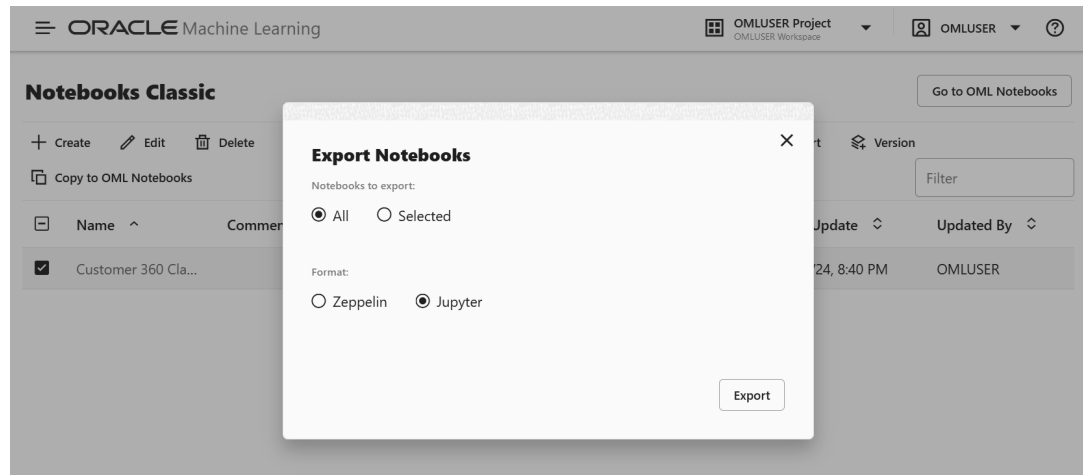 ORACLE Machine Learning
OMLUSER Project
OMLUSER Workspace
OMLUSER
Notebooks Classic
Go to OML Notebooks
Create Edit Delete
Version
Copy to OML Notebooks
Filter
Export Notebooks
Notebooks to export:
All Selected
Name Commen
Update Updated By
Customer 360 Cla...
/24, 8:40 PM OMLUSER
Format:
Zeppelin Jupyter
Export